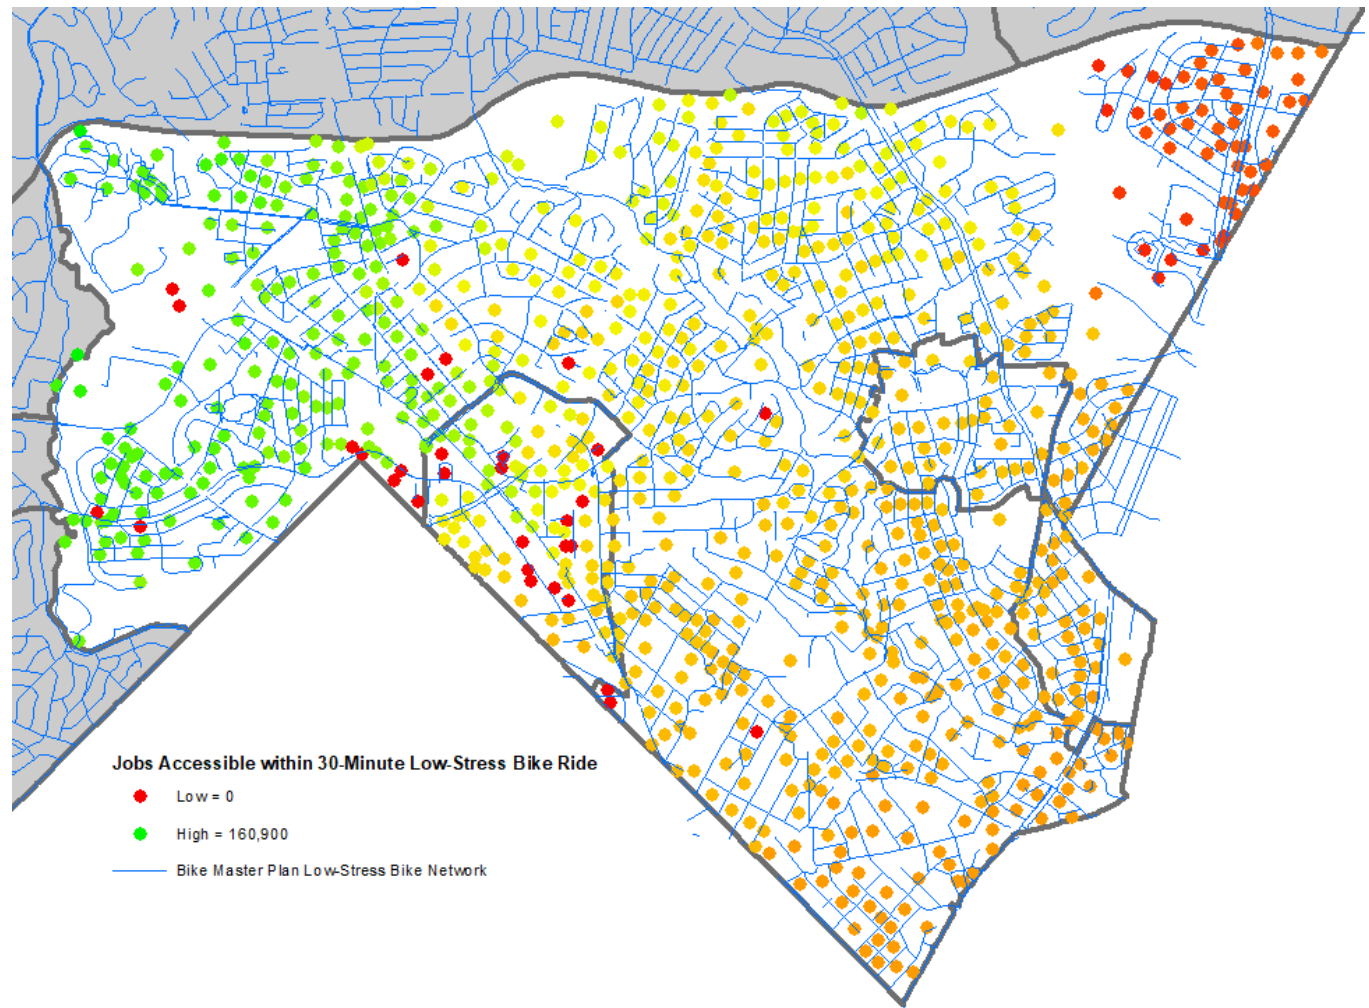 Jobs Accessible within 30-Minute Low-Stress Bike Ride
Low = 0
High = 160,900
Bike Master Plan Low-Stress Bike Network